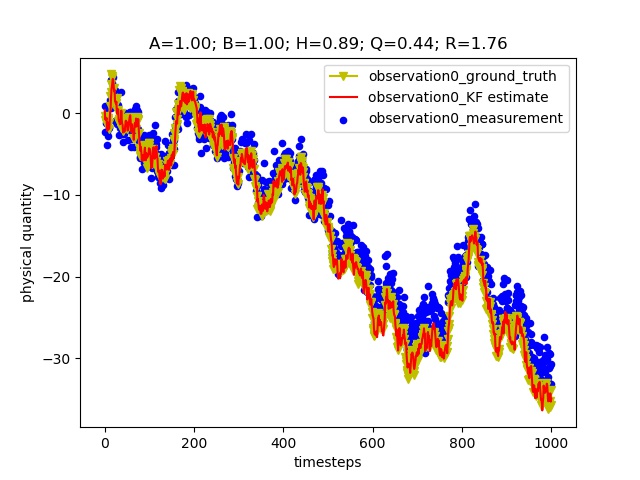 A=1.00; B=1.00; H=0.89; Q=0.44; R=1.76
observation0_ground_truth
observation0_KF estimate
observation0_measurement
physical quantity
0
−10
−20
−30
0 200 400 600 800 1000
timesteps